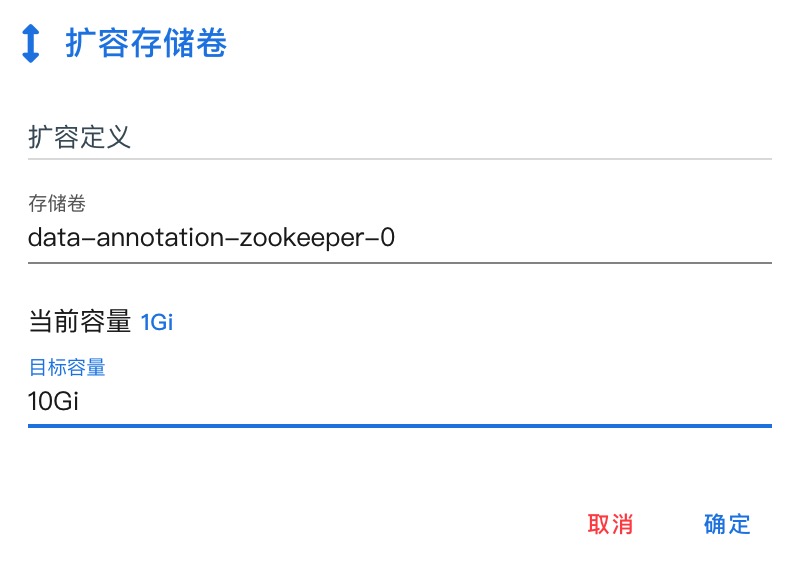 扩容存储卷
扩容定义
存储卷
data-annotation-zookeeper-0
当前容量 1Gi
目标容量
10Gi
取消 确定